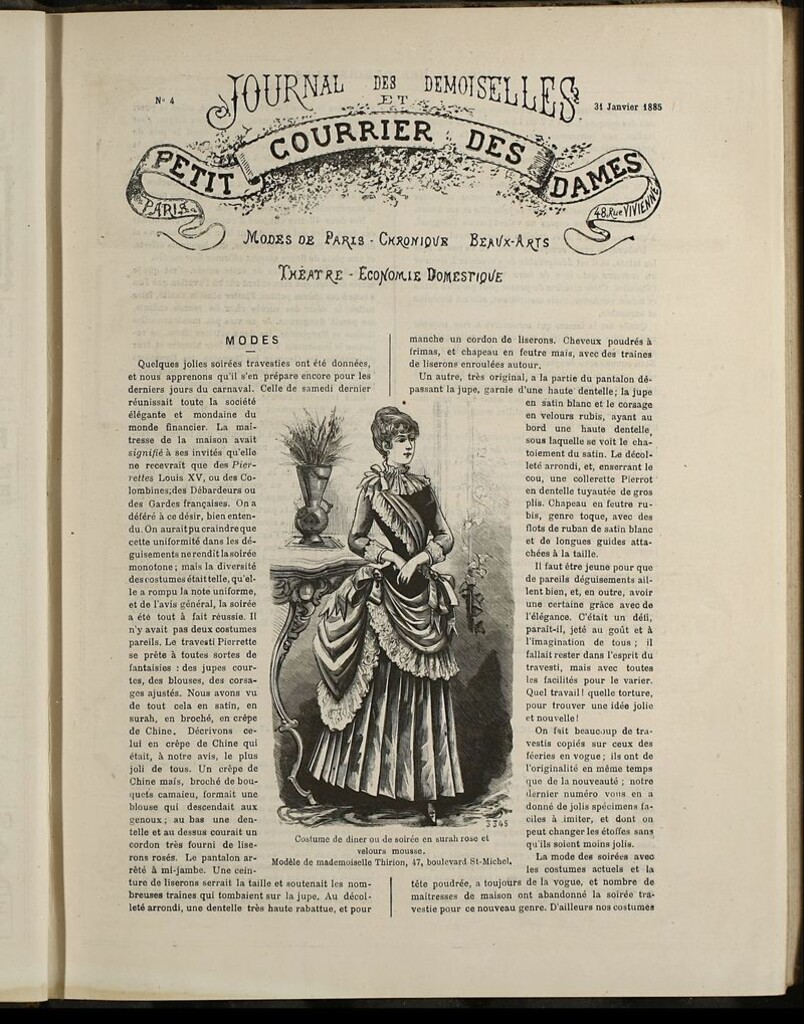 N° 4
JOURNAL DES DEMOISELLES
31 Janvier 1885
ET
PETIT COURRIER DES DAMES
PARIS
48, Rue VIVIENNE
MODES DE PARIS - CHRONIQUE BEAUX-ARTS
THÉATRE - ECONOMIE DOMESTIQUE
MODES
Quelques jolies soirées travesties ont été données,
et nous apprenons qu'il s'en prépare encore pour les
derniers jours du carnaval. Celle de samedi dernier
réunissait toute la société
élégante et mondaine du
monde financier. La maî-
tresse de la maison avait
signifié à ses invités qu'elle
ne recevrait que des Pier-
rettes Louis XV, ou des Co-
lombines; des Débardeurs ou
des Gardes françaises. On a
déféré à ce désir, bien enten-
du. On aurait pu craindre que
cette uniformité dans les dé-
guisements ne rendît la soirée
monotone; mais la diversité
des costumes était telle, qu'el-
le a rompu la note uniforme,
et de l'avis général, la soirée
a été tout à fait réussie. Il
n'y avait pas deux costumes
pareils. Le travesti Pierrette
se prête à toutes sortes de
fantaisies : des jupes cour-
tes, des blouses, des corsa-
ges ajustés. Nous avons vu
de tout cela en satin, en
surah, en broché, en crêpe
de Chine. Décrivons ce-
lui en crêpe de Chine qui
était, à notre avis, le plus
joli de tous. Un crêpe de
Chine maïs, broché de bou-
quets camaïeu, formait une
blouse qui descendait aux
genoux; au bas une den-
telle et au dessus courait un
cordon très fourni de lise-
rons rosés. Le pantalon ar-
rêté à mi-jambe. Une cein-
ture de liserons serrait la taille et soutenait les nom-
breuses traînes qui tombaient sur la jupe. Au décol-
leté arrondi, une dentelle très haute rabattue, et pour
3345
Costume de dîner ou de soirée en surah rose et
velours mousse.
Modèle de mademoiselle Thirion, 47, boulevard St-Michel.
manche un cordon de liserons. Cheveux poudrés à
frimas, et chapeau en feutre maïs, avec des traînes
de liserons enroulées autour.
Un autre, très original, a la partie du pantalon dé-
passant la jupe, garnie d'une haute dentelle; la jupe
en satin blanc et le corsage
en velours rubis, ayant au
bord une haute dentelle,
sous laquelle se voit le cha-
toiement du satin. Le décol-
leté arrondi, et, enserrant le
cou, une collerette Pierrot
en dentelle tuyautée de gros
plis. Chapeau en feutre ru-
bis, genre toque, avec des
flots de ruban de satin blanc
et de longues guides atta-
chées à la taille.
Il faut être jeune pour que
de pareils déguisements ail-
lent bien, et, en outre, avoir
une certaine grâce avec de
l'élégance. C'était un défi,
paraît-il, jeté au goût et à
l'imagination de tous; il
fallait rester dans l'esprit du
travesti, mais avec toutes
les facilités pour le varier.
Quel travail! quelle torture,
pour trouver une idée jolie
et nouvelle!
On fait beaucoup de tra-
vestis copiés sur ceux des
féeries en vogue; ils ont de
l'originalité en même temps
que de la nouveauté; notre
dernier numéro vous en a
donné de jolis spécimens fa-
ciles à imiter, et dont on
peut changer les étoffes sans
qu'ils soient moins jolis.
La mode des soirées avec
les costumes actuels et la
tête poudrée, a toujours de la vogue, et nombre de
maîtresses de maison ont abandonné la soirée tra-
vestie pour ce nouveau genre. D'ailleurs nos costumes